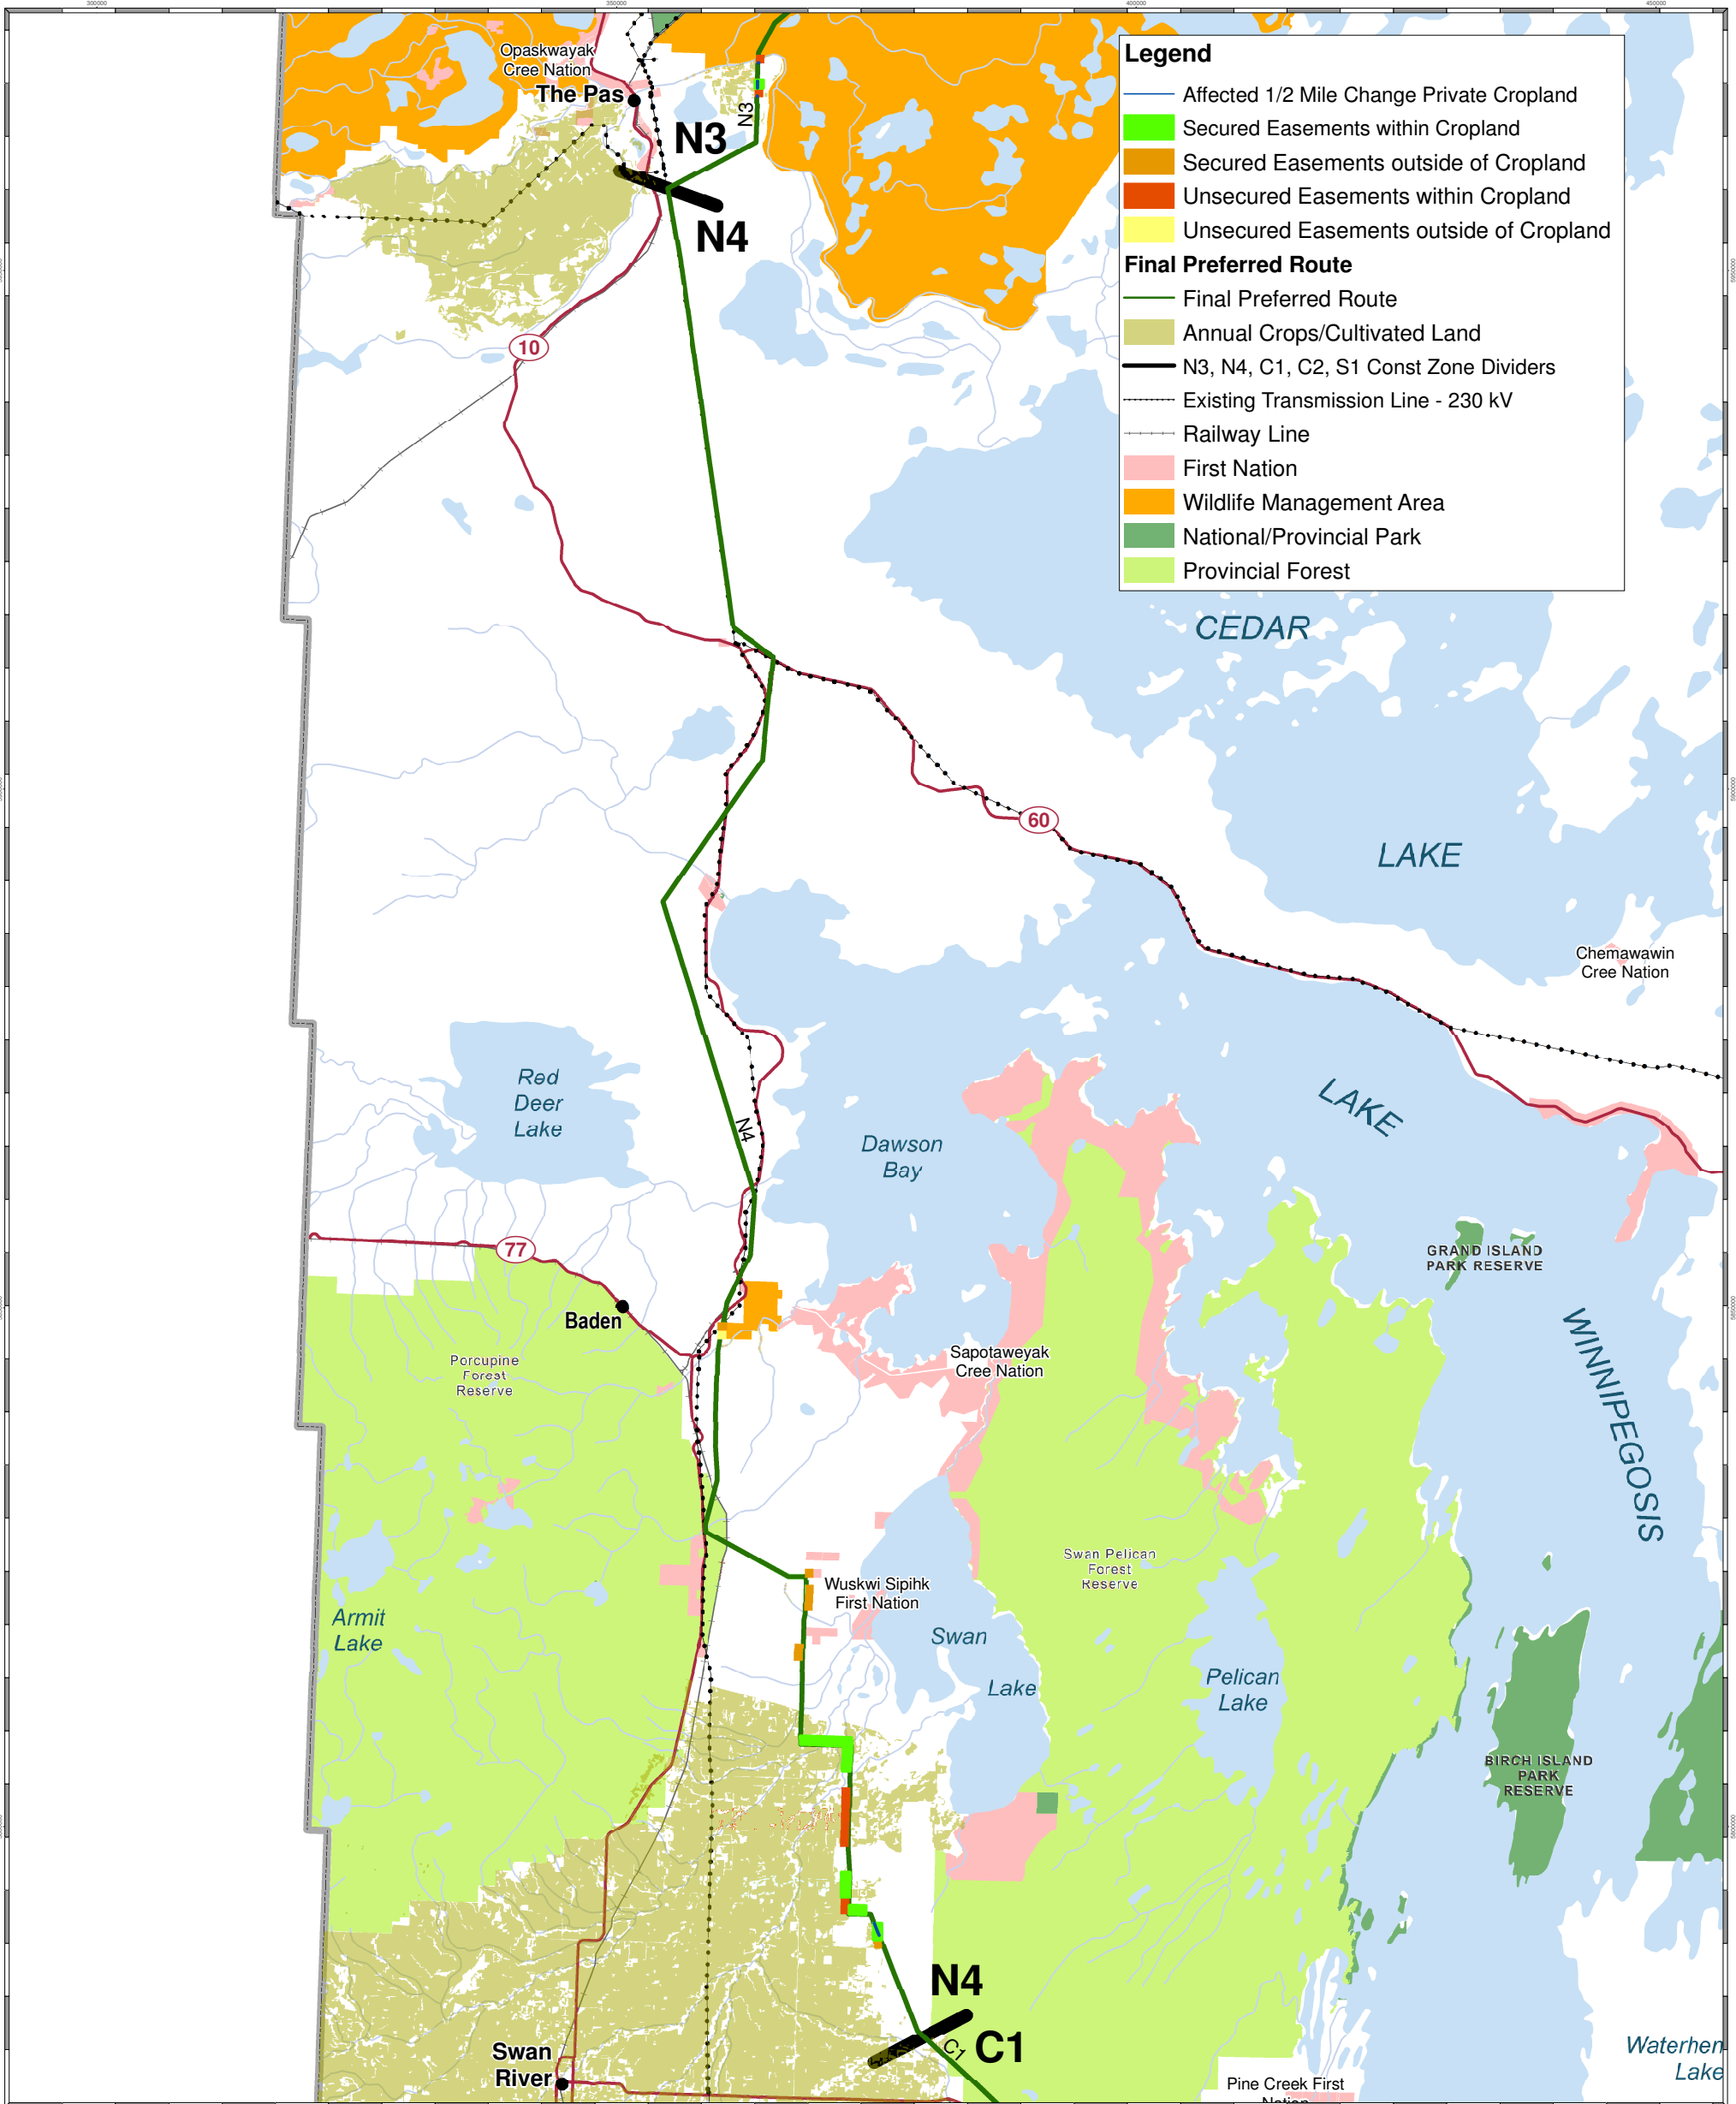 300000
350000
400000
450000
Opaskwayak
Cree Nation
The Pas
N3
N3
N4
Legend
Affected 1/2 Mile Change Private Cropland
Secured Easements within Cropland
Secured Easements outside of Cropland
Unsecured Easements within Cropland
Unsecured Easements outside of Cropland
Final Preferred Route
Final Preferred Route
Annual Crops/Cultivated Land
N3, N4, C1, C2, S1 Const Zone Dividers
Existing Transmission Line - 230 kV
Railway Line
First Nation
Wildlife Management Area
National/Provincial Park
Provincial Forest
10
CEDAR
60
LAKE
Chemawawin
Cree Nation
Red
Deer
Lake
N4
Dawson
Bay
LAKE
WINNIPEGOSIS
77
GRAND ISLAND
PARK RESERVE
Baden
Porcupine
Forest
Reserve
Sapotaweyak
Cree Nation
Swan Pelican
Forest
Reserve
Wuskwi Sipihk
First Nation
Armit
Lake
Swan
Lake
Pelican
Lake
BIRCH ISLAND
PARK
RESERVE
N4
C1
C1
Swan
River
Waterhen
Lake
Pine Creek First